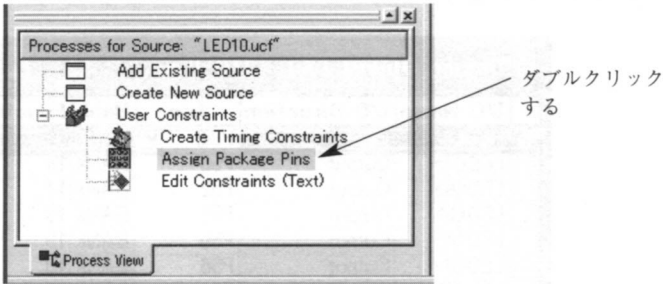 Processes for Source: "LED10.ucf"
Add Existing Source
Create New Source
User Constraints
Create Timing Constraints
Assign Package Pins
Edit Constraints (Text)
Process View
ダブルクリック
する